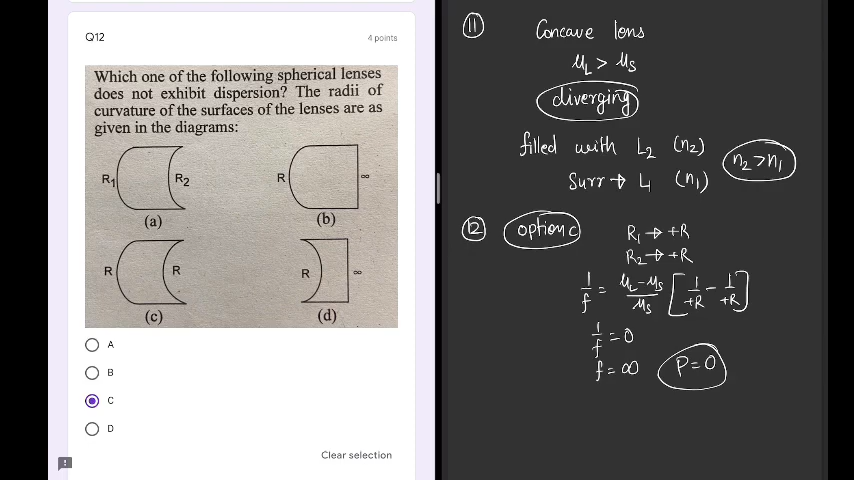 Q12
4 points
Which one of the following spherical lenses
does not exhibit dispersion? The radii of
curvature of the surfaces of the lenses are as
given in the diagrams:
R1 R2
R ∞
(a) (b)
R R
R ∞
(c) (d)
A
B
C
D
Clear selection
11 Concave lens
μL > μS
diverging
filled with L2 (n2)
Surr → L1 (n1)
n2 > n1
12 option c R1 → +R
R2 → +R
1/f = μL - μS / μS [1/+R - 1/+R]
1/f = 0
f = ∞ P = 0